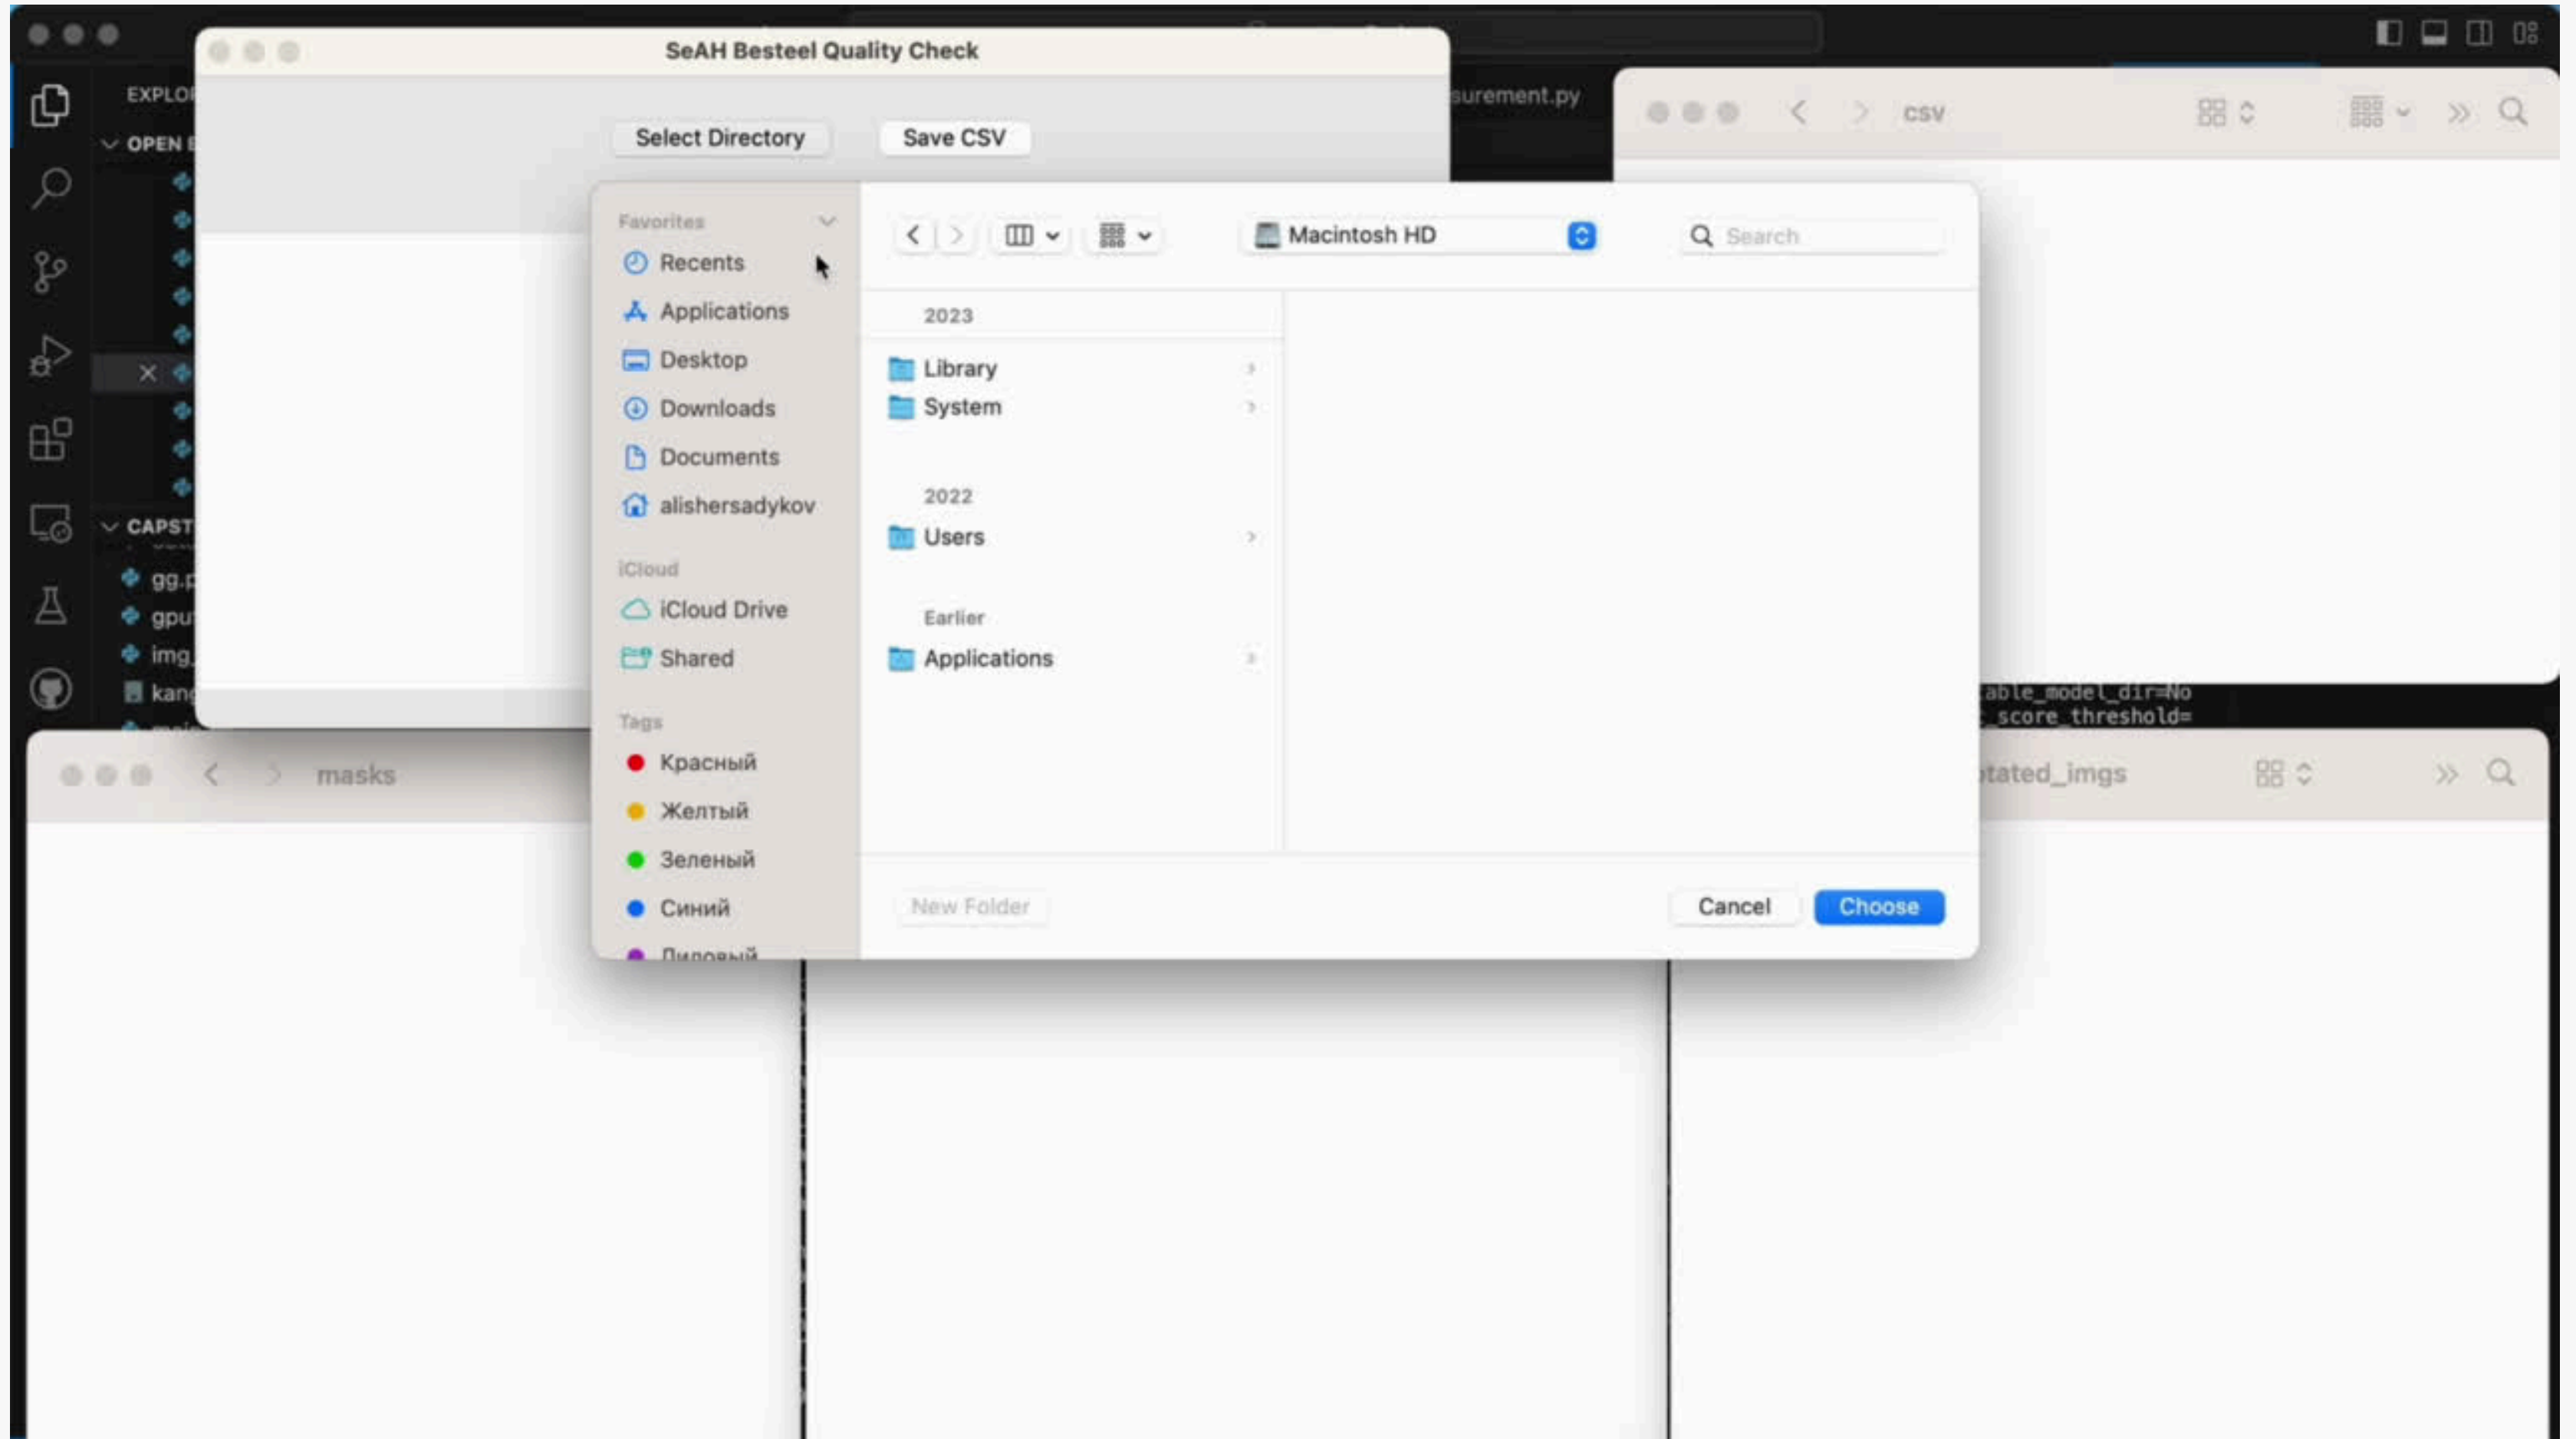 SeAH Besteel Quality Check
Select Directory
Save CSV
EXPLO
OPEN E
surement.py
csv
Favorites
Recents
Applications
Desktop
Downloads
Documents
alishersadykov
iCloud
iCloud Drive
Shared
Tags
Красный
Желтый
Зеленый
Синий
Лиловый
Macintosh HD
Search
2023
Library
System
2022
Users
Earlier
Applications
New Folder
Cancel
Choose
CAPST
gg.p
gpu
img_
kang
able_model_dir=No
_score_threshold=
masks
tated_imgs